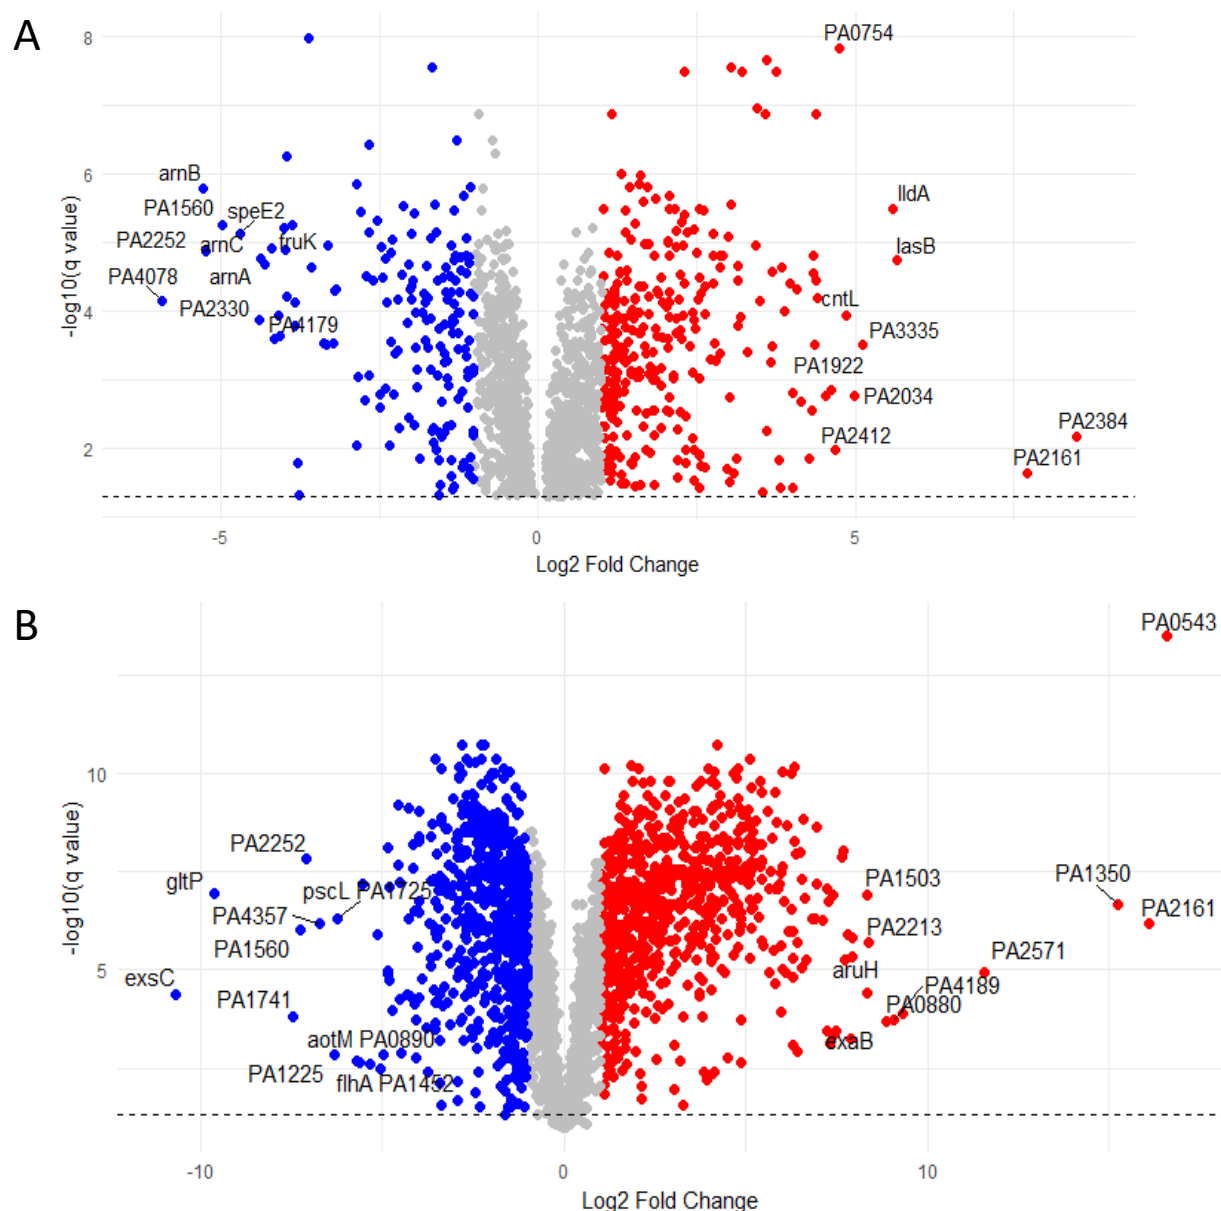 A
8
6
4
2
-log10(q value)
PA0754
arnB
PA1560
speE2
PA2252
arnC
fruK
PA4078
arnA
PA2330
PA4179
lldA
lasB
cntL
PA3335
PA1922
PA2034
PA2412
PA2384
PA2161
-5
0
5
Log2 Fold Change
B
10
5
-log10(q value)
PA0543
PA2252
gltP
pscL PA1725
PA4357
PA1560
exsC
PA1741
aotM PA0890
PA1225
flhA PA1452
PA1503
PA1350
PA2161
PA2213
PA2571
aruH
PA4189
PA0880
exaB
-10
0
10
Log2 Fold Change